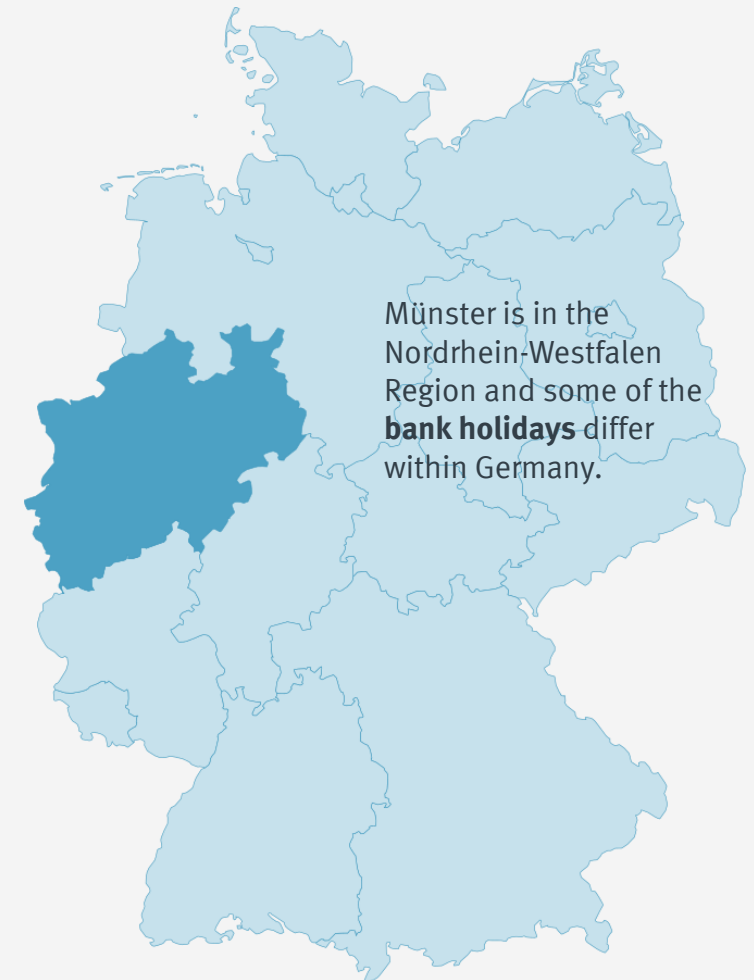 Münster is in the
Nordrhein-Westfalen
Region and some of the
bank holidays differ
within Germany.